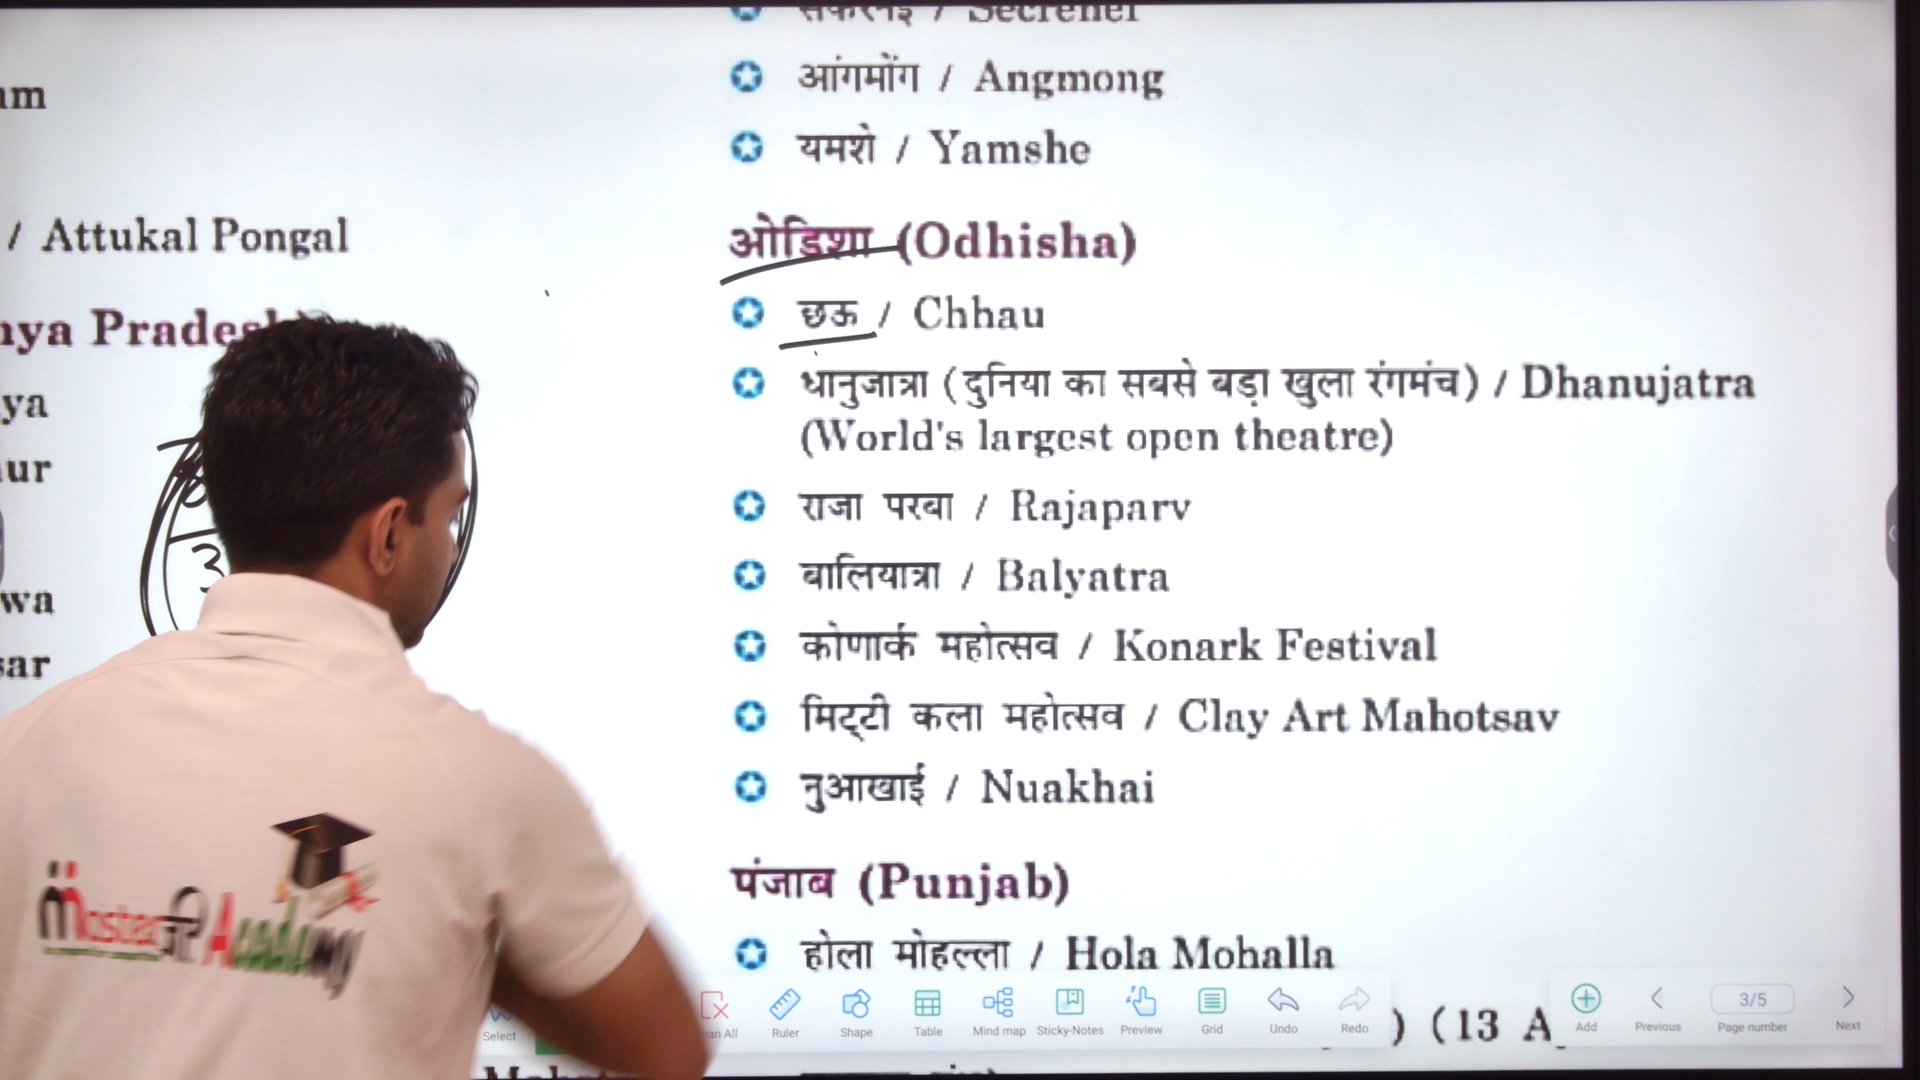 / Attukal Pongal
आंगमोंग / Angmong
यमशे / Yamshe
ओडिशा (Odhisha)
छऊ / Chhau
धानुजात्रा (दुनिया का सबसे बड़ा खुला रंगमंच) / Dhanujatra
(World's largest open theatre)
राजा परबा / Rajaparv
बालियात्रा / Balyatra
कोणार्क महोत्सव / Konark Festival
मिट्टी कला महोत्सव / Clay Art Mahotsav
नुआखाई / Nuakhai
पंजाब (Punjab)
होला मोहल्ला / Hola Mohalla
) (13 A
3
Select
Ruler
Shape
Table
Mind map
Sticky-Notes
Preview
Grid
Undo
Redo
Add
Previous
3/5
Page number
Next